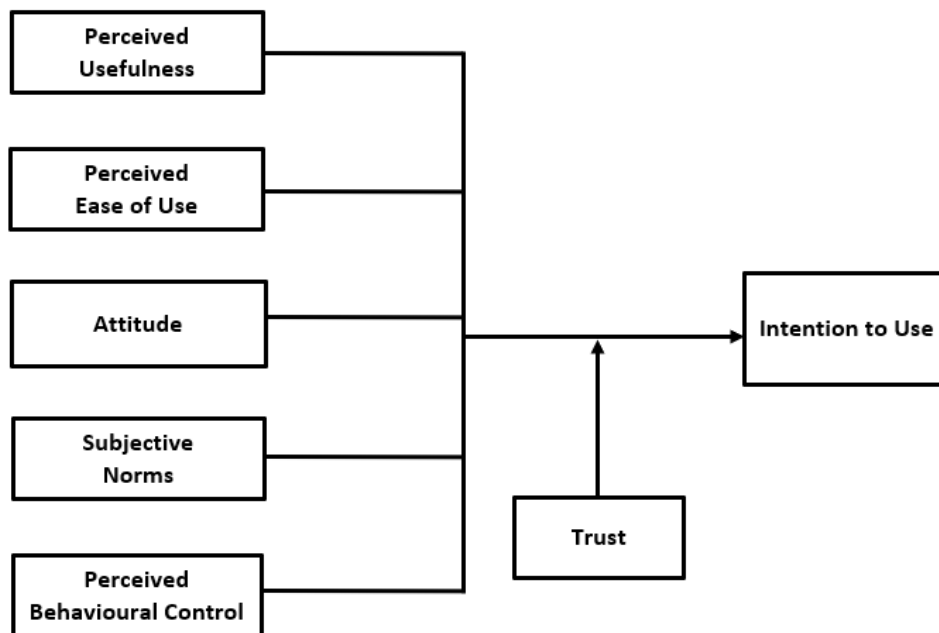 Perceived
Usefulness
Perceived
Ease of Use
Attitude
Intention to Use
Subjective
Norms
Trust
Perceived
Behavioural Control